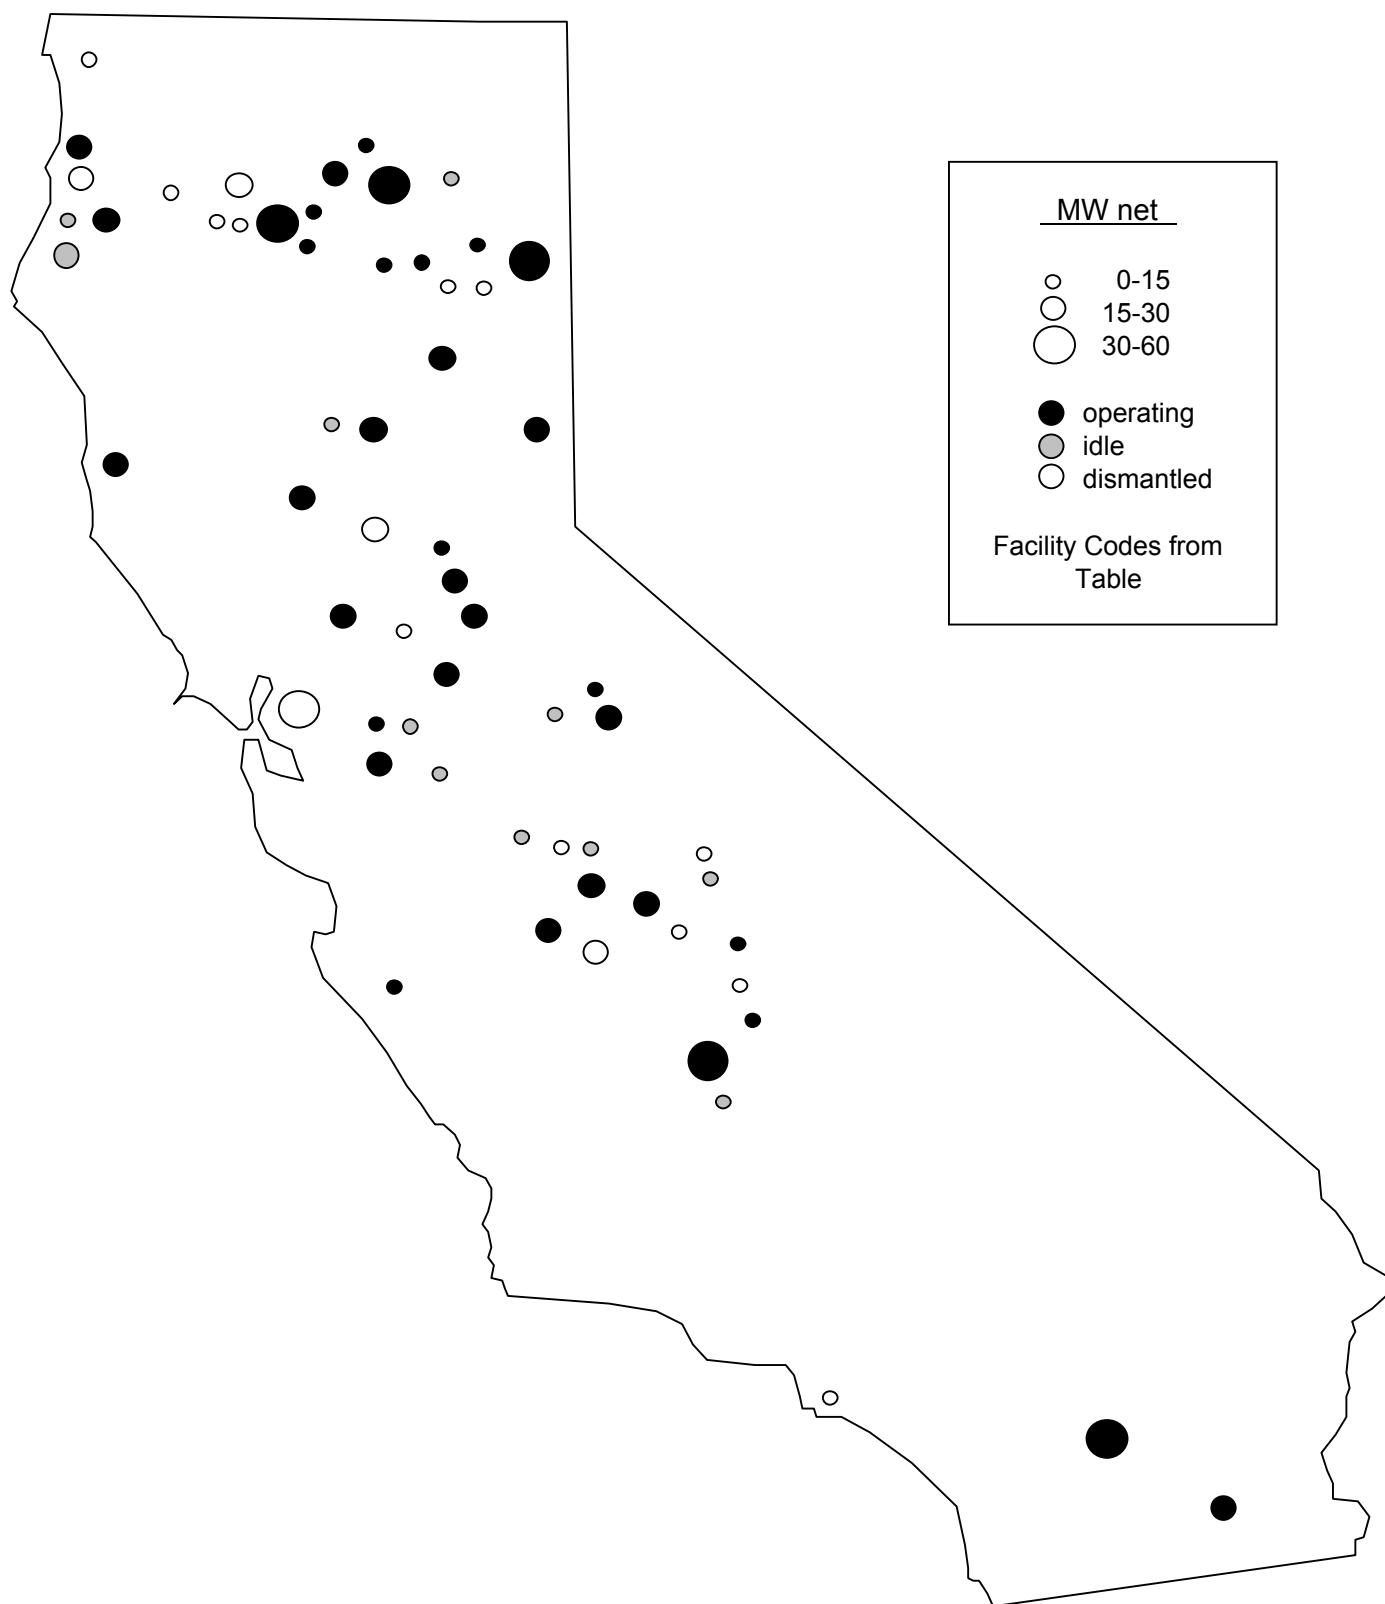 MW net
0-15
15-30
30-60
operating
idle
dismantled
Facility Codes from
Table